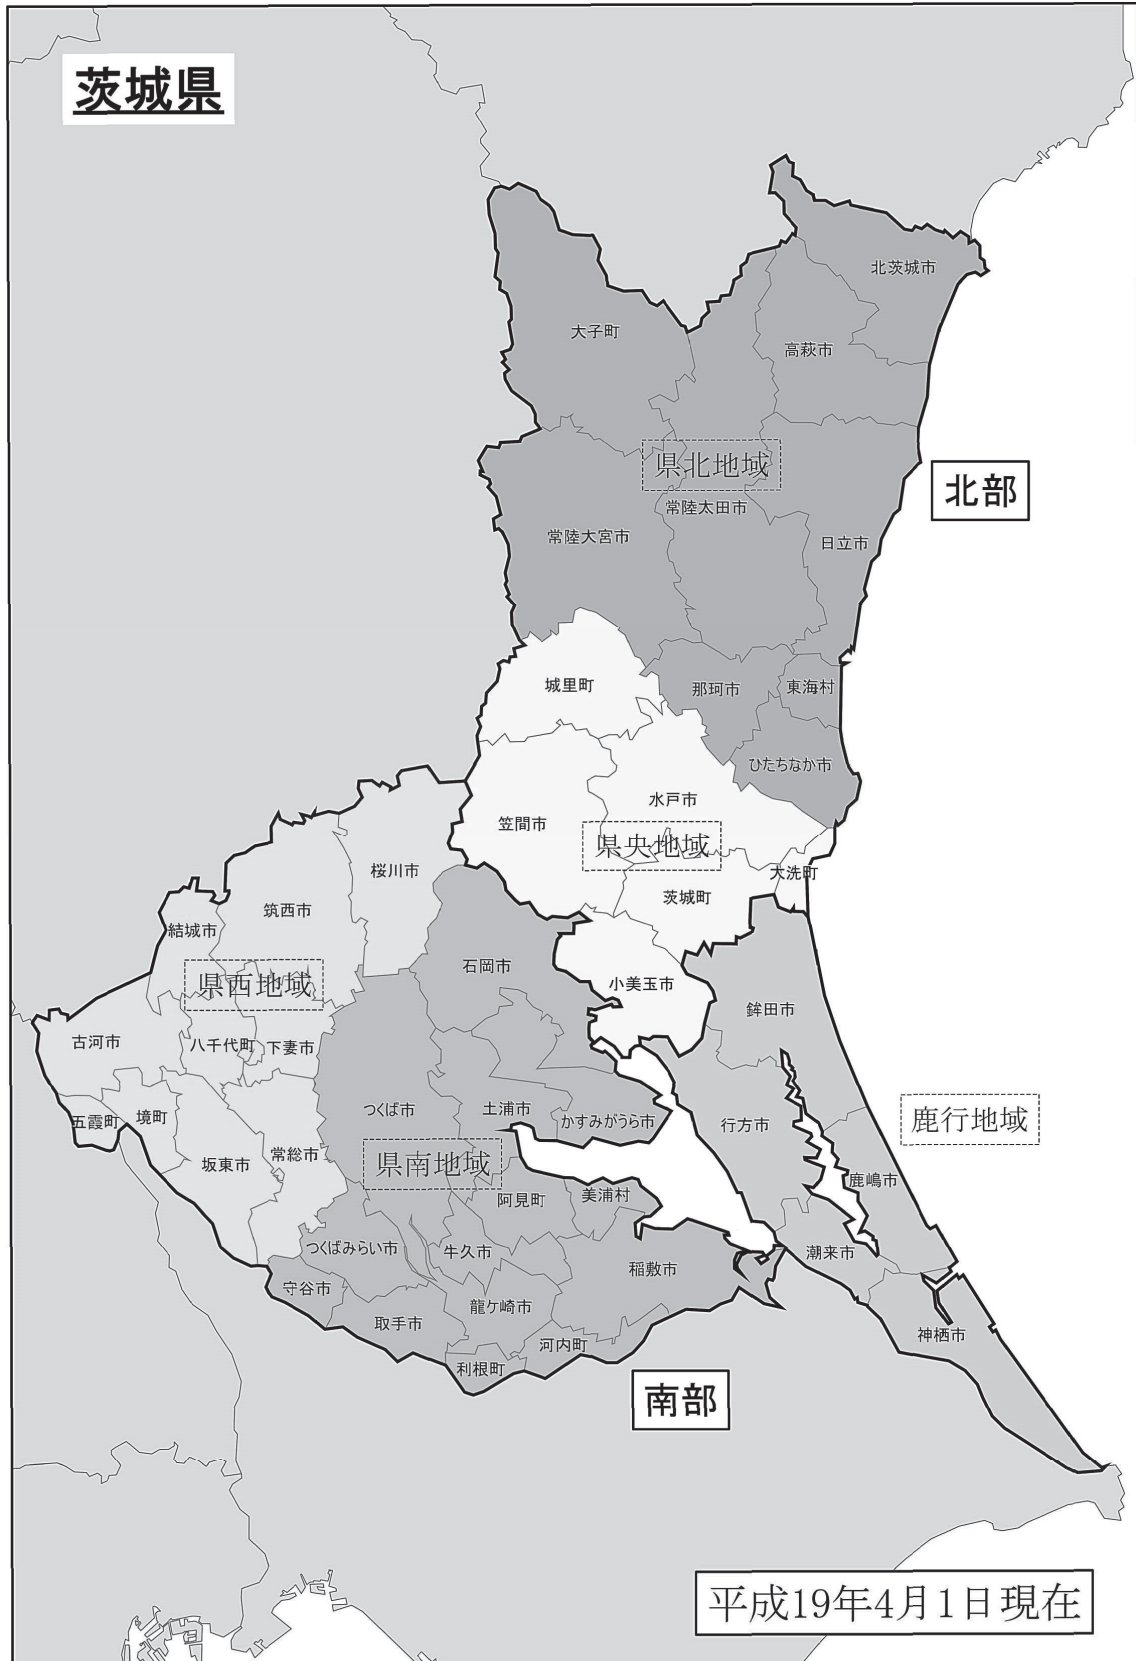 茨城県
北茨城市
大子町
高萩市
県北地域
北部
常陸太田市
常陸大宮市
日立市
城里町
那珂市
東海村
ひたちなか市
水戸市
笠間市
県央地域
桜川市
大洗町
茨城町
筑西市
結城市
石岡市
県西地域
小美玉市
鉾田市
古河市
八千代町
下妻市
つくば市
土浦市
かすみがうら市
五霞町
境町
行方市
鹿行地域
常総市
坂東市
県南地域
鹿嶋市
阿見町
美浦村
つくばみらい市
牛久市
潮来市
稲敷市
守谷市
龍ケ崎市
取手市
神栖市
河内町
利根町
南部
平成19年4月1日現在